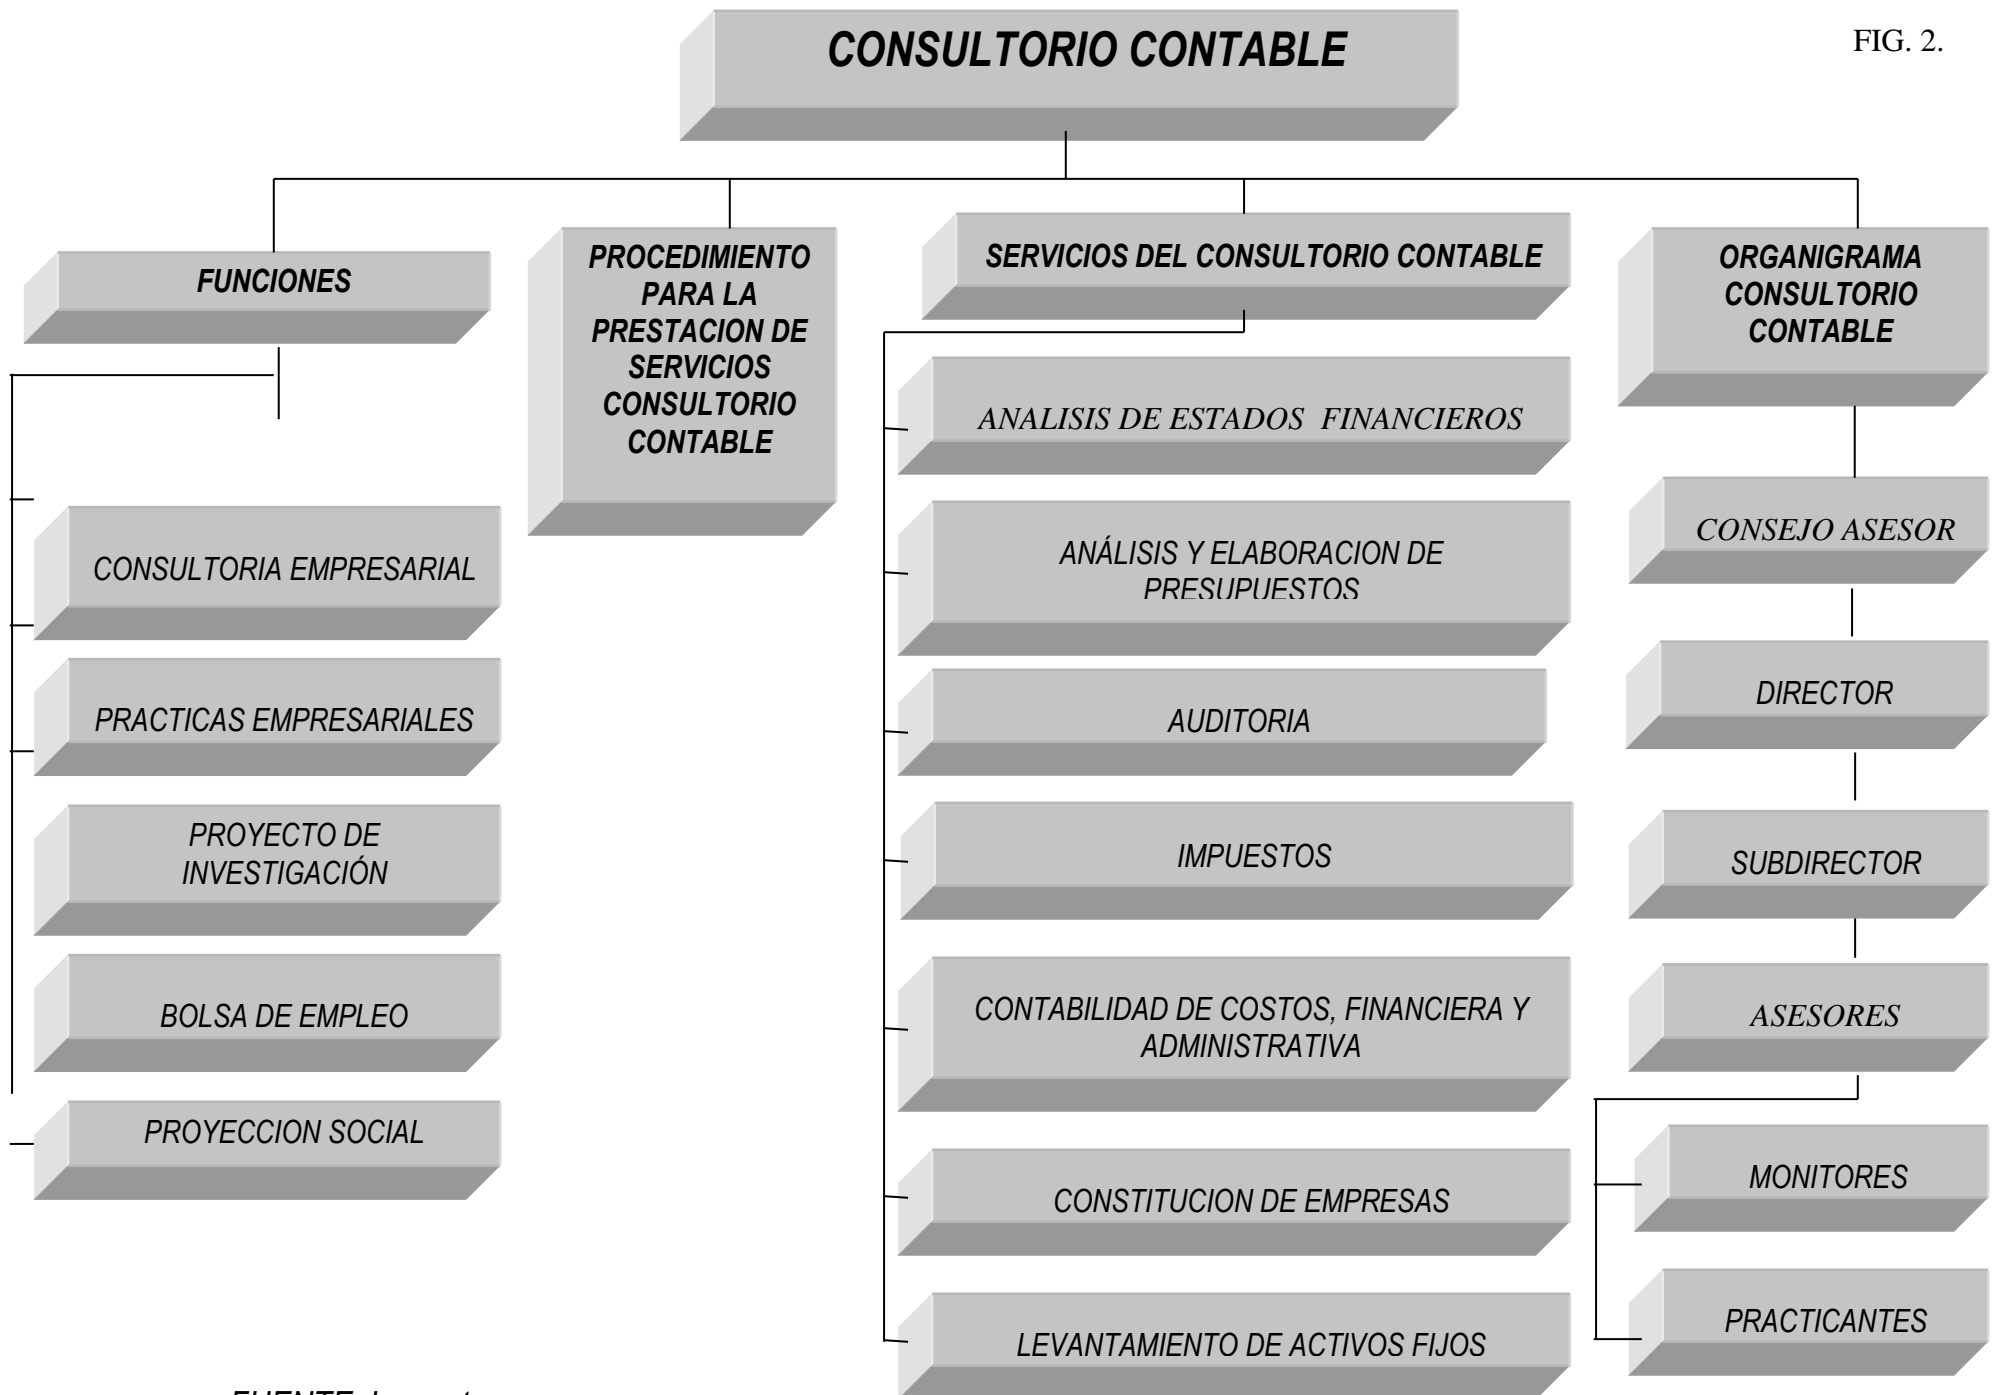 CONSULTORIO CONTABLE
FIG. 2.
FUNCIONES
PROCEDIMIENTO
PARA LA
PRESTACION DE
SERVICIOS
CONSULTORIO
CONTABLE
SERVICIOS DEL CONSULTORIO CONTABLE
ORGANIGRAMA
CONSULTORIO
CONTABLE
CONSULTORIA EMPRESARIAL
PRACTICAS EMPRESARIALES
PROYECTO DE
INVESTIGACIÓN
BOLSA DE EMPLEO
PROYECCION SOCIAL
ANALISIS DE ESTADOS FINANCIEROS
ANÁLISIS Y ELABORACION DE
PRESUPUESTOS
AUDITORIA
IMPUESTOS
CONTABILIDAD DE COSTOS, FINANCIERA Y
ADMINISTRATIVA
CONSTITUCION DE EMPRESAS
LEVANTAMIENTO DE ACTIVOS FIJOS
CONSEJO ASESOR
DIRECTOR
SUBDIRECTOR
ASESORES
MONITORES
PRACTICANTES
FUENTE